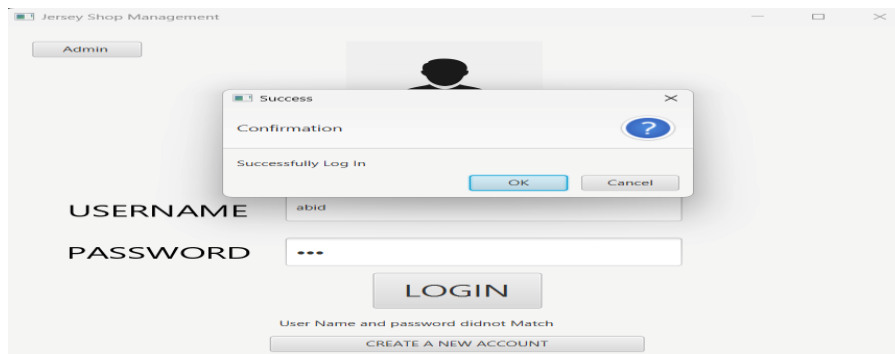 Jersey Shop Management
Admin
Success
Confirmation
?
Successfully Log In
OK Cancel
USERNAME abid
PASSWORD •••
LOGIN
User Name and password didnot Match
CREATE A NEW ACCOUNT